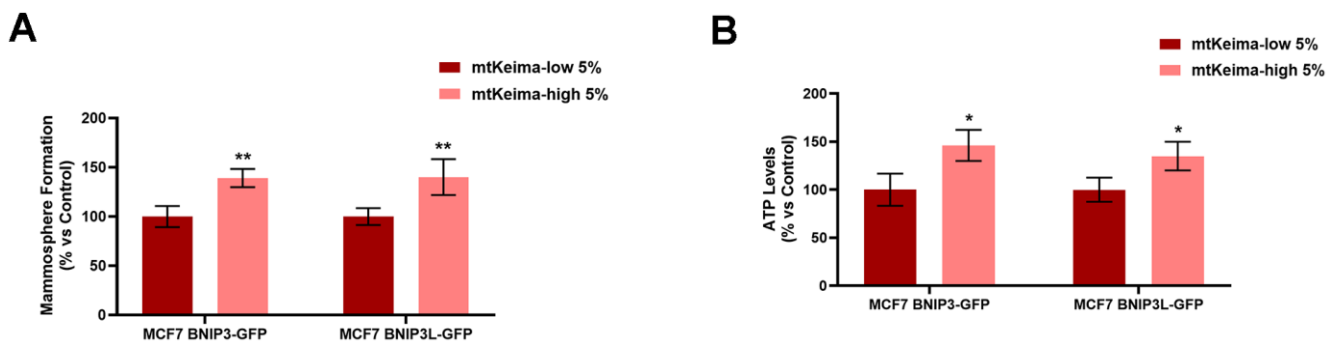 A
mtKeima-low 5%
mtKeima-high 5%
Mammosphere Formation
(% vs Control)
200
150
100
50
0
**
**
MCF7 BNIP3-GFP
MCF7 BNIP3L-GFP
B
mtKeima-low 5%
mtKeima-high 5%
ATP Levels
(% vs Control)
200
150
100
50
0
*
*
MCF7 BNIP3-GFP
MCF7 BNIP3L-GFP